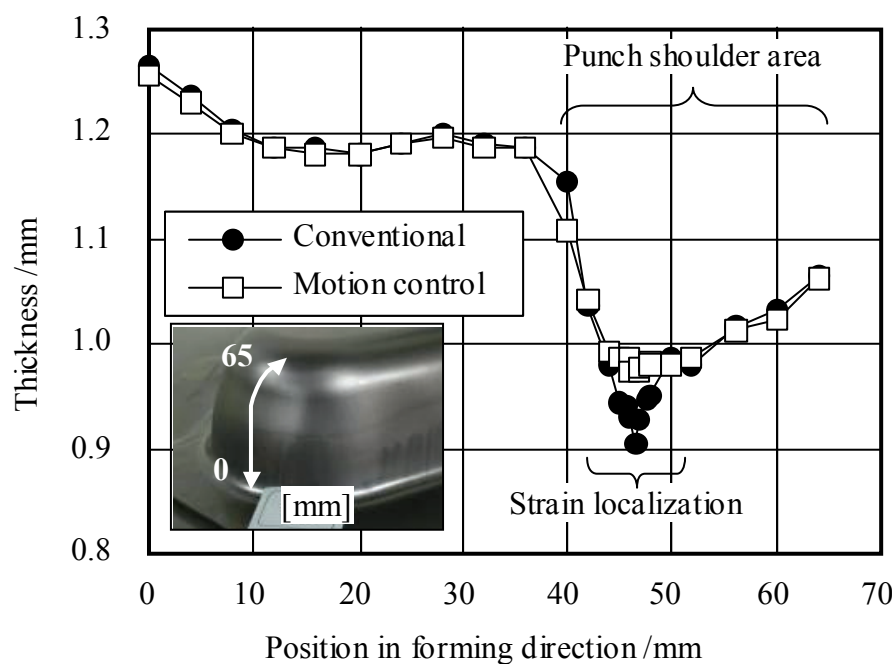 1.3
1.2
1.1
1.0
0.9
0.8
Thickness /mm
Punch shoulder area
Conventional
Motion control
65
0
[mm]
Strain localization
0 10 20 30 40 50 60 70
Position in forming direction /mm